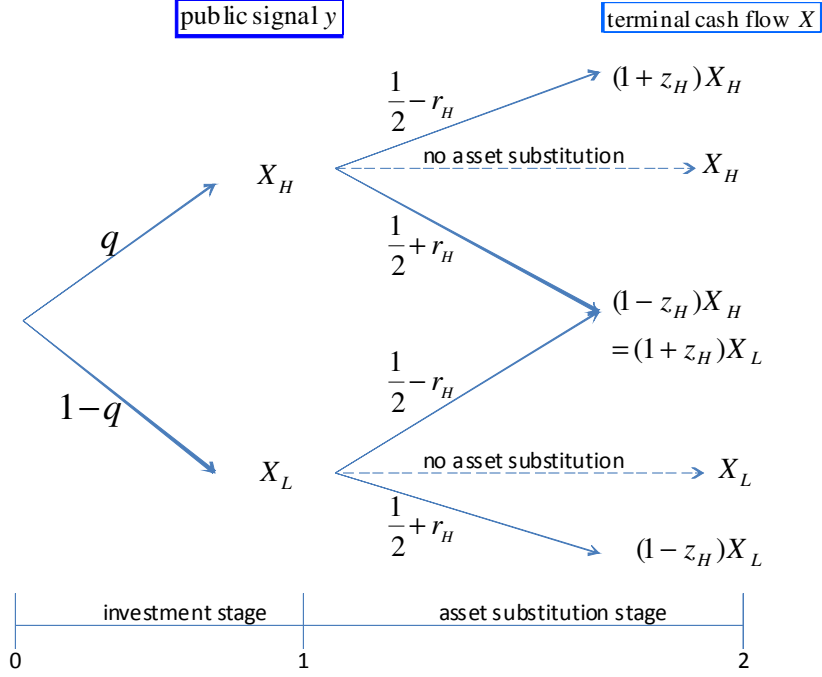 public signal y
terminal cash flow X
(1 + z_H) X_H
1/2 − r_H
no asset substitution
X_H
X_H
q
1/2 + r_H
(1 − z_H) X_H
= (1 + z_H) X_L
1/2 − r_H
1 − q
no asset substitution
X_L
X_L
1/2 + r_H
(1 − z_H) X_L
investment stage
asset substitution stage
0
1
2